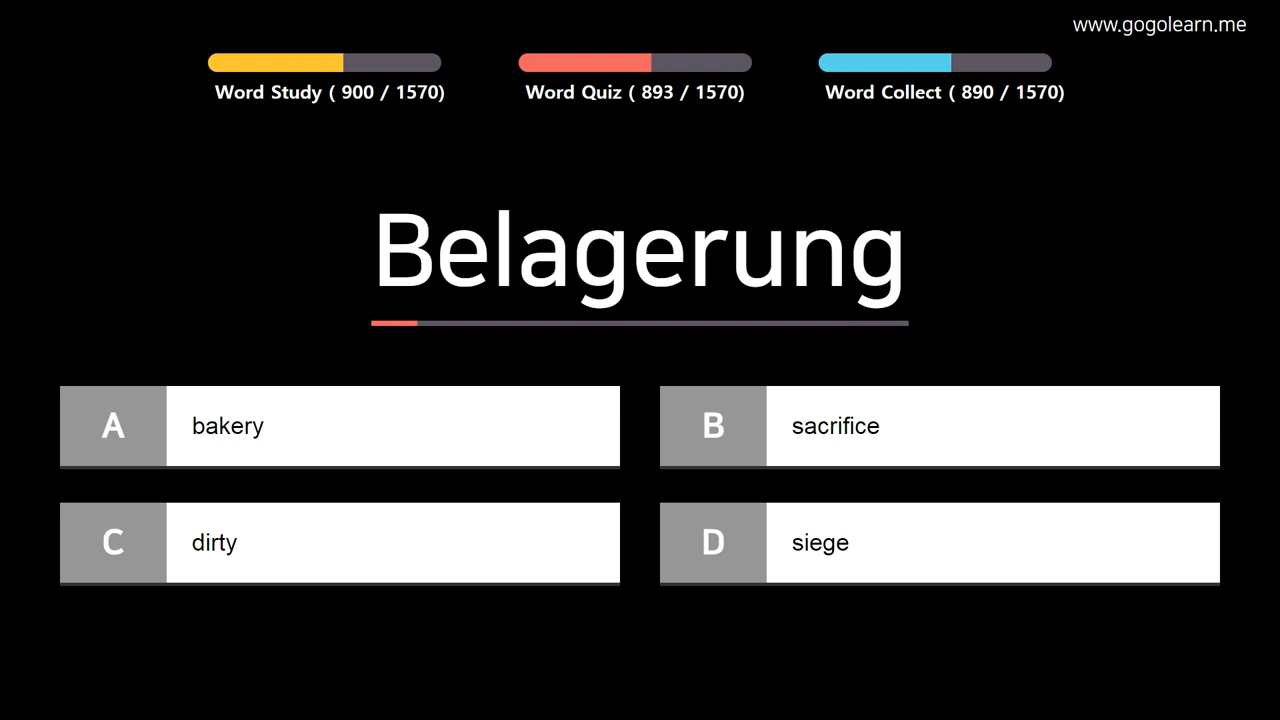 www.gogolearn.me
Word Study ( 900 / 1570)
Word Quiz ( 893 / 1570)
Word Collect ( 890 / 1570)
Belagerung
A bakery
B sacrifice
C dirty
D siege